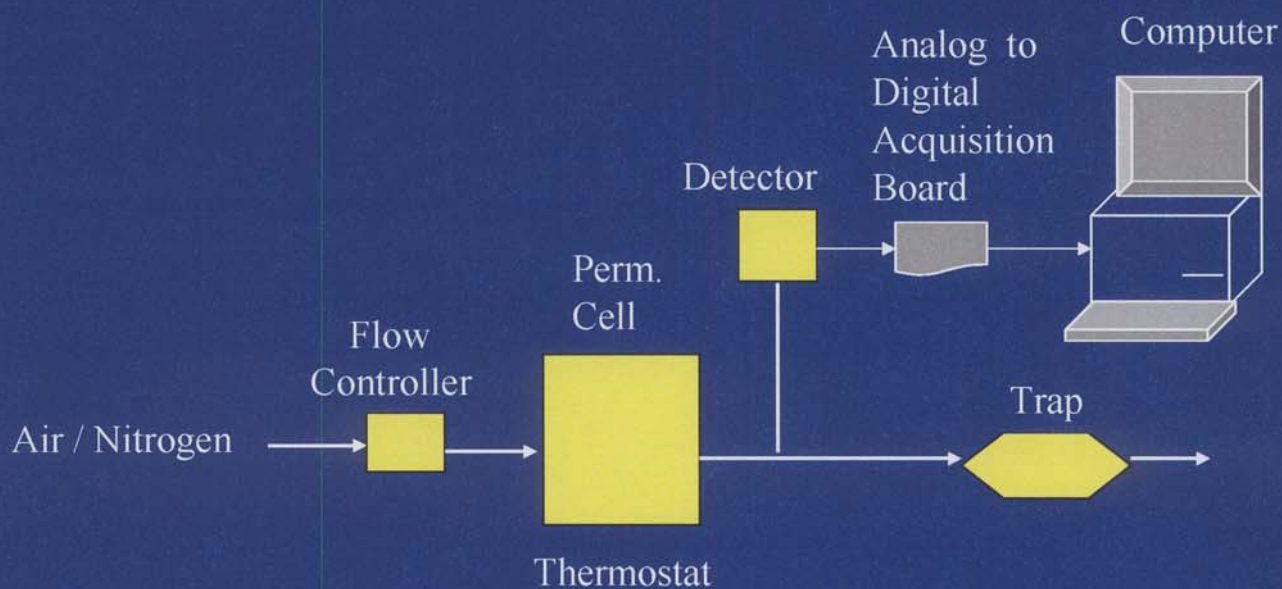 Computer
Analog to
Digital
Acquisition
Board
Detector
Perm.
Cell
Flow
Controller
Trap
Air / Nitrogen
Thermostat